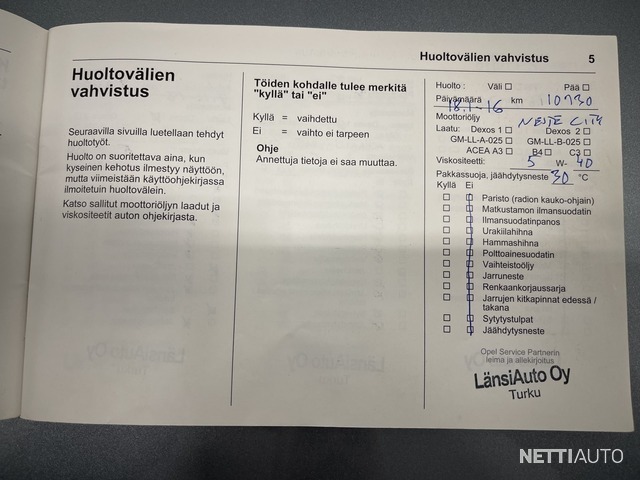 Huoltovälien vahvistus 5
Huoltovälien
vahvistus
Seuraavilla sivuilla luetellaan tehdyt
huoltotyöt.
Huolto on suoritettava aina, kun
kyseinen kehotus ilmestyy näyttöön,
mutta viimeistään käyttöohjekirjassa
ilmoitetuin huoltovälein.
Katso sallitut moottoriöljyn laadut ja
viskositeetit auton ohjekirjasta.
Töiden kohdalle tulee merkitä
"kyllä" tai "ei"
Kyllä = vaihdettu
Ei = vaihto ei tarpeen
Ohje
Annettuja tietoja ei saa muuttaa.
Huolto : Väli ☐ Pää ☐
Päivämäärä 18.1-16 km 110730
Moottoriöljy NESTE CITY
Laatu: Dexos 1 ☐ Dexos 2 ☐
GM-LL-A-025 ☐ GM-LL-B-025 ☐
ACEA A3 ☐ B4 ☐ C3 ☐
Viskositeetti: 5 W- 40
Pakkassuoja, jäähdytysneste 30 °C
Kyllä Ei
☐ ☐ Paristo (radion kauko-ohjain)
☐ ☐ Matkustamon ilmansuodatin
☐ ☐ Ilmansuodatinpanos
☐ ☐ Urakiilahihna
☐ ☐ Hammashihna
☐ ☐ Polttoainesuodatin
☐ ☐ Vaihteistoöljy
☐ ☐ Jarruneste
☐ ☐ Renkaankorjaussarja
☐ ☐ Jarrujen kitkapinnat edessä /
takana
☐ ☐ Sytytystulpat
☐ ☐ Jäähdytysneste
Opel Service Partnerin
leima ja allekirjoitus
LänsiAuto Oy
Turku
NETTIAUTO